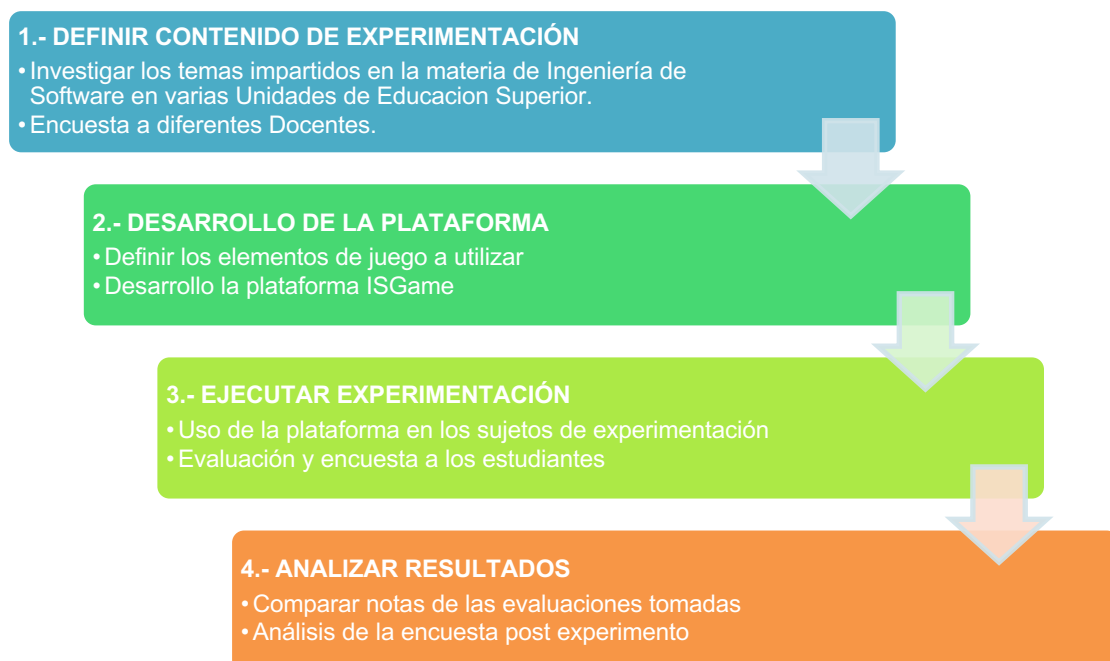 1.- DEFINIR CONTENIDO DE EXPERIMENTACIÓN
• Investigar los temas impartidos en la materia de Ingeniería de
Software en varias Unidades de Educacion Superior.
• Encuesta a diferentes Docentes.
2.- DESARROLLO DE LA PLATAFORMA
• Definir los elementos de juego a utilizar
• Desarrollo la plataforma ISGame
3.- EJECUTAR EXPERIMENTACIÓN
• Uso de la plataforma en los sujetos de experimentación
• Evaluación y encuesta a los estudiantes
4.- ANALIZAR RESULTADOS
• Comparar notas de las evaluaciones tomadas
• Análisis de la encuesta post experimento